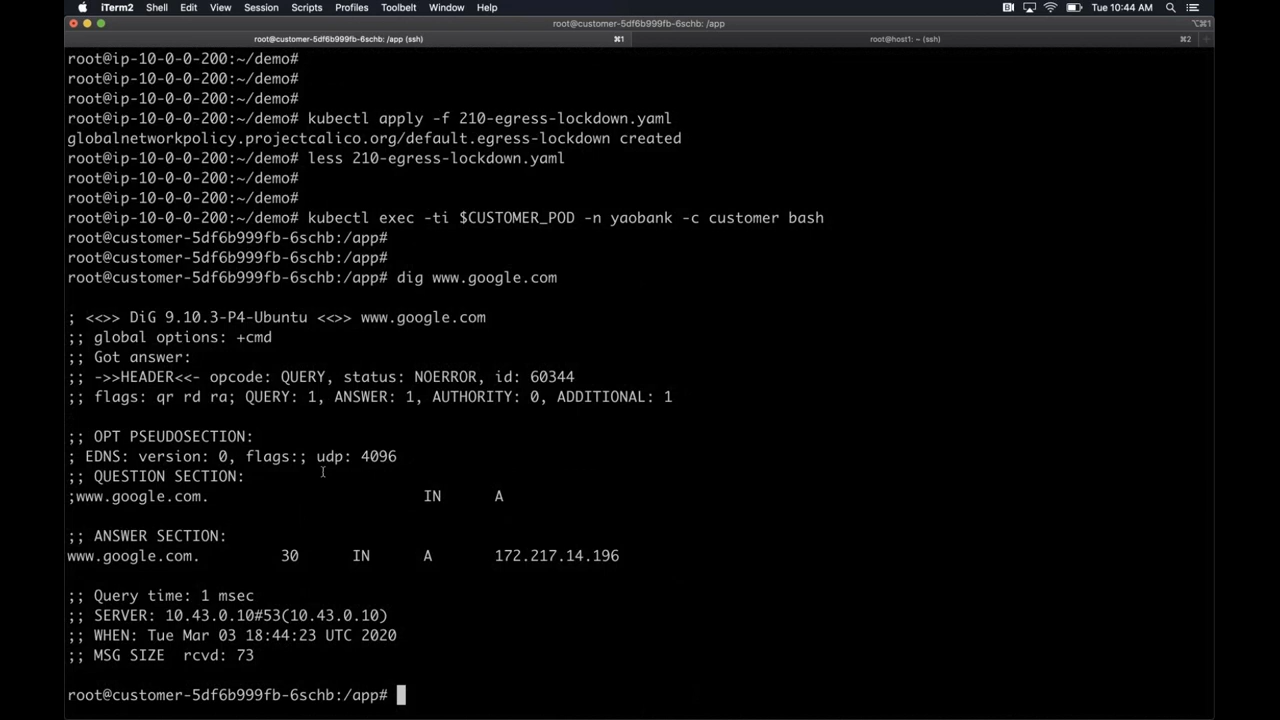 iTerm2 Shell Edit View Session Scripts Profiles Toolbelt Window Help Tue 10:44 AM
root@customer-5df6b999fb-6schb: /app ⌥⌘1
root@customer-5df6b999fb-6schb: /app (ssh) ⌘1 root@host1: ~ (ssh) ⌘2
root@ip-10-0-0-200:~/demo#
root@ip-10-0-0-200:~/demo#
root@ip-10-0-0-200:~/demo#
root@ip-10-0-0-200:~/demo# kubectl apply -f 210-egress-lockdown.yaml
globalnetworkpolicy.projectcalico.org/default.egress-lockdown created
root@ip-10-0-0-200:~/demo# less 210-egress-lockdown.yaml
root@ip-10-0-0-200:~/demo#
root@ip-10-0-0-200:~/demo#
root@ip-10-0-0-200:~/demo# kubectl exec -ti $CUSTOMER_POD -n yaobank -c customer bash
root@customer-5df6b999fb-6schb:/app#
root@customer-5df6b999fb-6schb:/app#
root@customer-5df6b999fb-6schb:/app# dig www.google.com
; <<>> DiG 9.10.3-P4-Ubuntu <<>> www.google.com
;; global options: +cmd
;; Got answer:
;; ->>HEADER<<- opcode: QUERY, status: NOERROR, id: 60344
;; flags: qr rd ra; QUERY: 1, ANSWER: 1, AUTHORITY: 0, ADDITIONAL: 1
;; OPT PSEUDOSECTION:
; EDNS: version: 0, flags:; udp: 4096
;; QUESTION SECTION:
;www.google.com. IN A
;; ANSWER SECTION:
www.google.com. 30 IN A 172.217.14.196
;; Query time: 1 msec
;; SERVER: 10.43.0.10#53(10.43.0.10)
;; WHEN: Tue Mar 03 18:44:23 UTC 2020
;; MSG SIZE rcvd: 73
root@customer-5df6b999fb-6schb:/app#